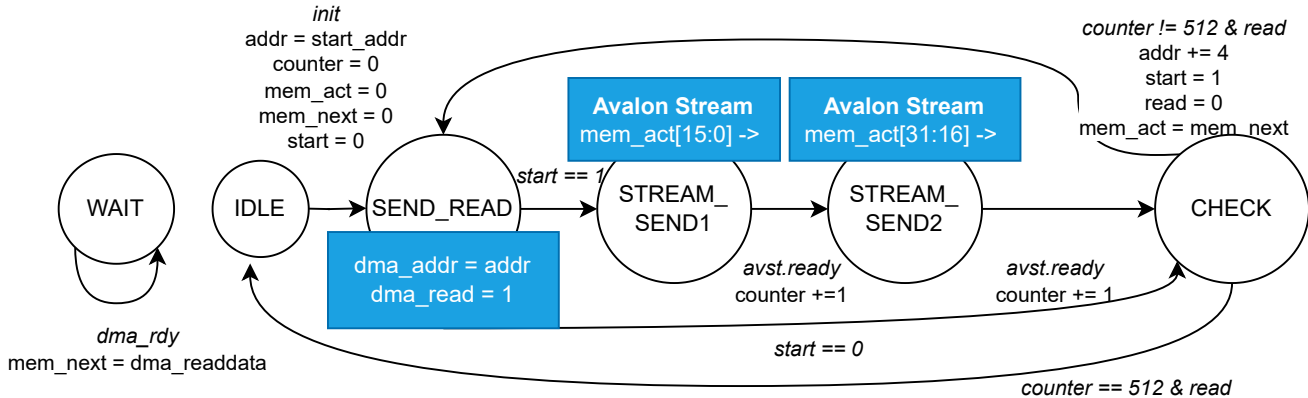 init
addr = start_addr
counter = 0
mem_act = 0
mem_next = 0
start = 0
counter != 512 & read
addr += 4
start = 1
read = 0
mem_act = mem_next
Avalon Stream
mem_act[15:0] ->
Avalon Stream
mem_act[31:16] ->
WAIT
IDLE
SEND_READ
start == 1
STREAM_
SEND1
STREAM_
SEND2
CHECK
dma_addr = addr
dma_read = 1
avst.ready
counter +=1
avst.ready
counter += 1
dma_rdy
mem_next = dma_readdata
start == 0
counter == 512 & read